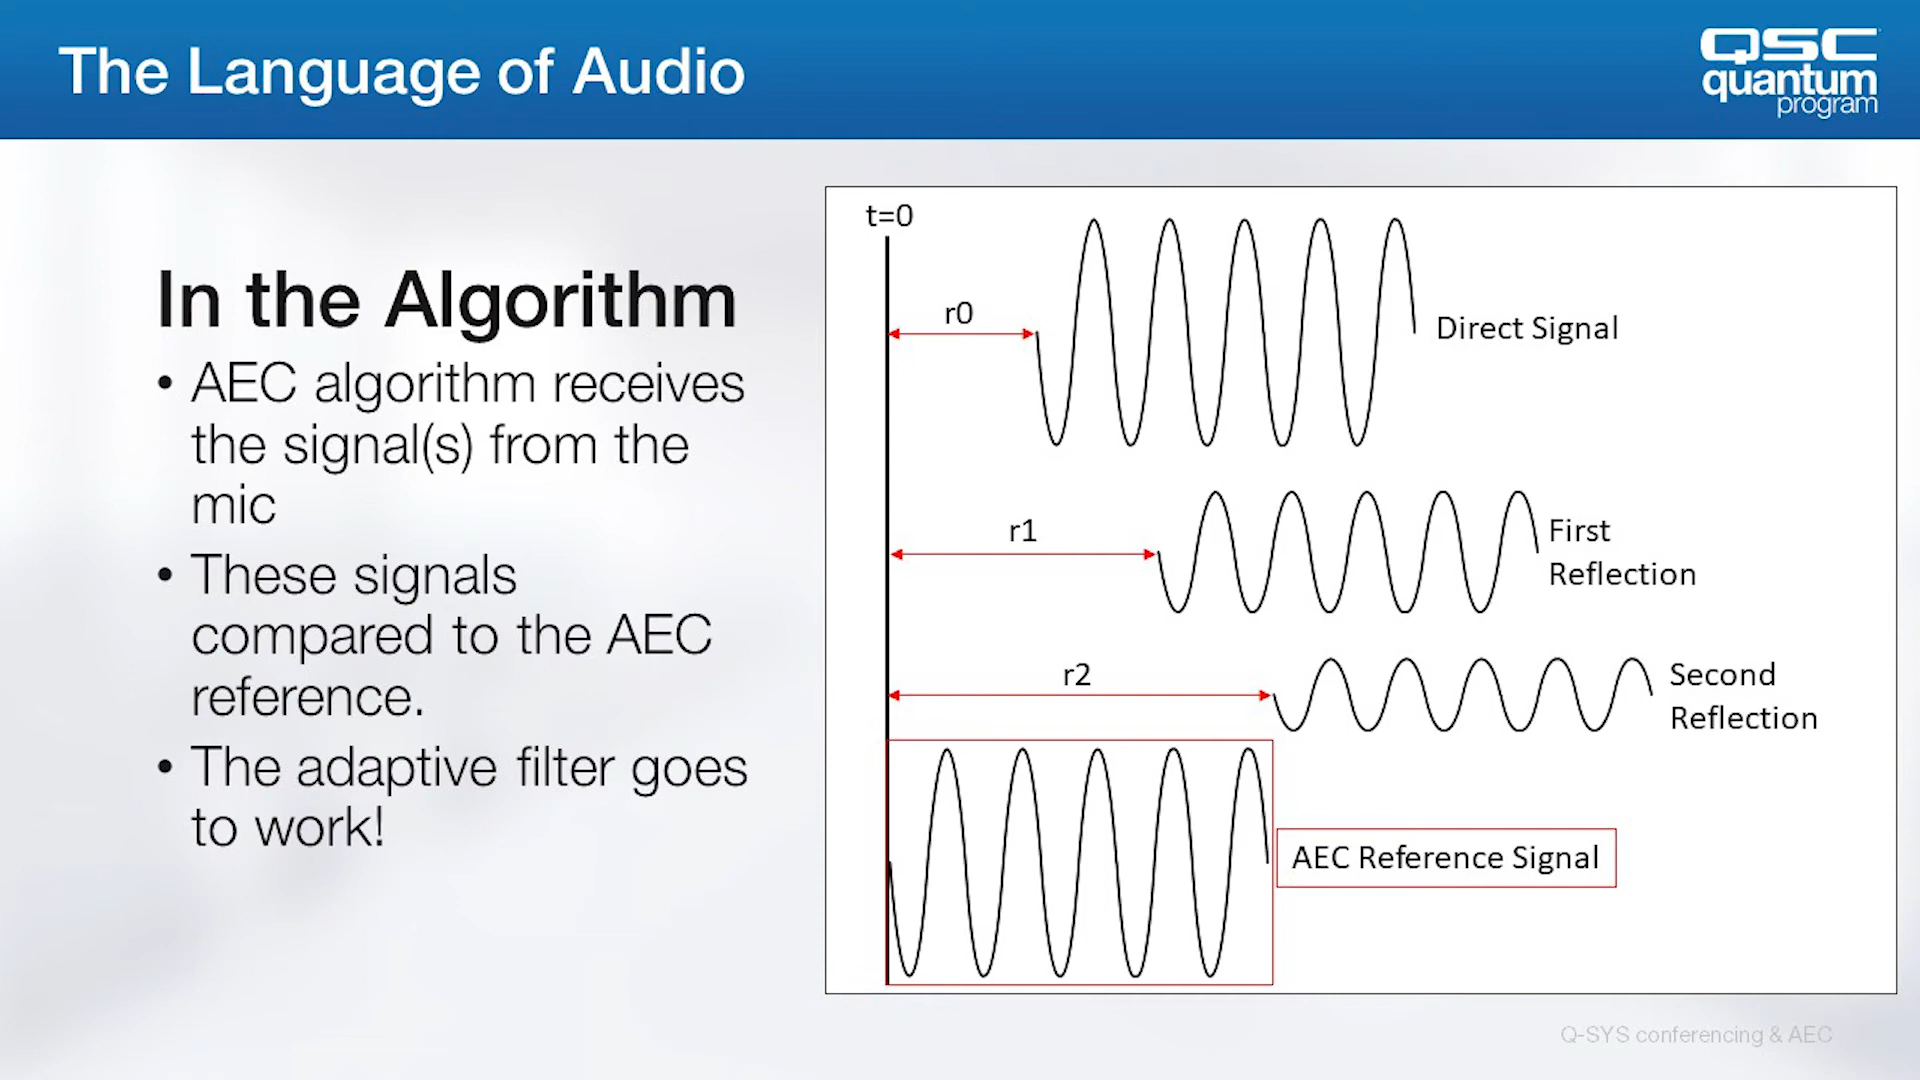 The Language of Audio
QSC
quantum
program
In the Algorithm
• AEC algorithm receives
the signal(s) from the
mic
• These signals
compared to the AEC
reference.
• The adaptive filter goes
to work!
t=0
r0
Direct Signal
r1
First
Reflection
r2
Second
Reflection
AEC Reference Signal
Q-SYS conferencing & AEC